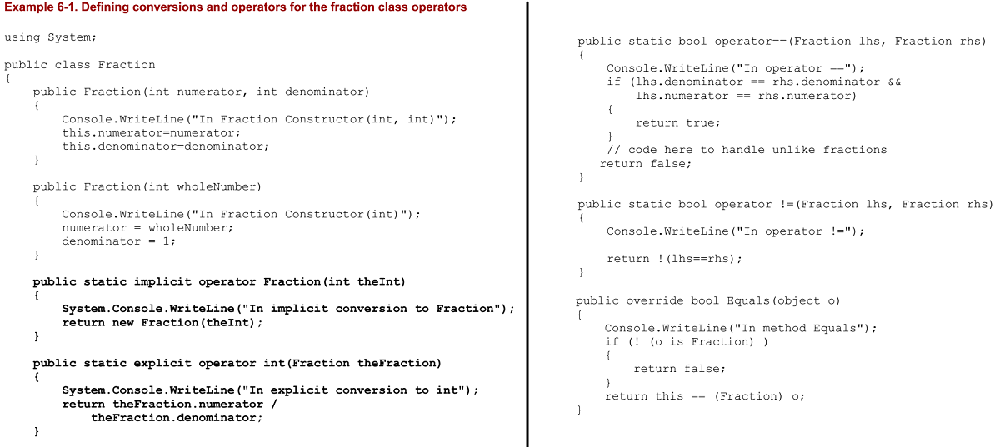 Example 6-1. Defining conversions and operators for the fraction class operators
using System;
public class Fraction
{
    public Fraction(int numerator, int denominator)
    {
        Console.WriteLine("In Fraction Constructor(int, int)");
        this.numerator=numerator;
        this.denominator=denominator;
    }
    public Fraction(int wholeNumber)
    {
        Console.WriteLine("In Fraction Constructor(int)");
        numerator = wholeNumber;
        denominator = 1;
    }
    public static implicit operator Fraction(int theInt)
    {
        System.Console.WriteLine("In implicit conversion to Fraction");
        return new Fraction(theInt);
    }
    public static explicit operator int(Fraction theFraction)
    {
        System.Console.WriteLine("In explicit conversion to int");
        return theFraction.numerator /
            theFraction.denominator;
    }
public static bool operator==(Fraction lhs, Fraction rhs)
{
    Console.WriteLine("In operator ==");
    if (lhs.denominator == rhs.denominator &&
        lhs.numerator == rhs.numerator)
    {
        return true;
    }
    // code here to handle unlike fractions
   return false;
}
public static bool operator !=(Fraction lhs, Fraction rhs)
{
    Console.WriteLine("In operator !=");
    return !(lhs==rhs);
}
public override bool Equals(object o)
{
    Console.WriteLine("In method Equals");
    if (! (o is Fraction) )
    {
        return false;
    }
    return this == (Fraction) o;
}